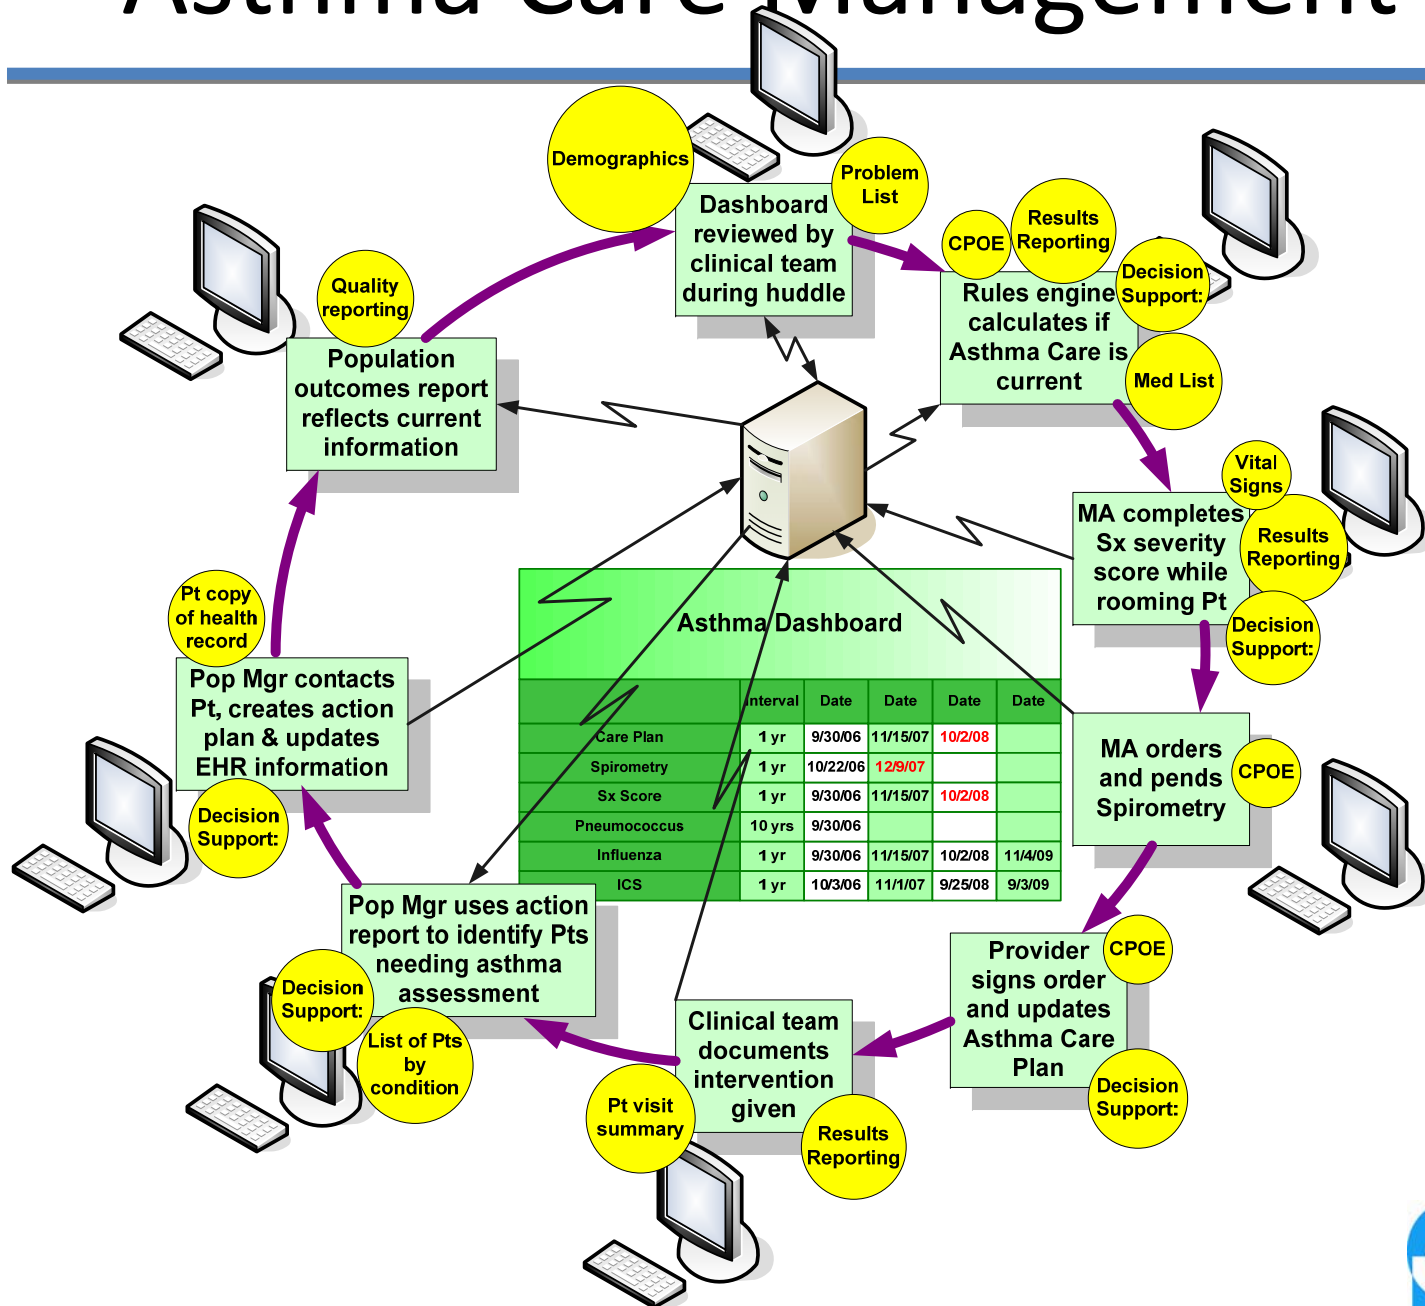 Asthma Care Management
Demographics
Problem
List
Dashboard
reviewed by
clinical team
during huddle
CPOE
Results
Reporting
Decision
Support:
Med List
Rules engine
calculates if
Asthma Care is
current
Quality
reporting
Population
outcomes report
reflects current
information
Vital
Signs
Results
Reporting
Decision
Support:
MA completes
Sx severity
score while
rooming Pt
Pt copy
of health
record
Pop Mgr contacts
Pt, creates action
plan & updates
EHR information
Decision
Support:
Asthma Dashboard
Interval Date Date Date Date
Care Plan 1 yr 9/30/06 11/15/07 10/2/08
Spirometry 1 yr 10/22/06 12/9/07
Sx Score 1 yr 9/30/06 11/15/07 10/2/08
Pneumococcus 10 yrs 9/30/06
Influenza 1 yr 9/30/06 11/15/07 10/2/08 11/4/09
ICS 1 yr 10/3/06 11/1/07 9/25/08 9/3/09
MA orders
and pends
Spirometry
CPOE
Pop Mgr uses action
report to identify Pts
needing asthma
assessment
Decision
Support:
List of Pts
by
condition
Clinical team
documents
intervention
given
Pt visit
summary
Results
Reporting
Provider
signs order
and updates
Asthma Care
Plan
CPOE
Decision
Support: